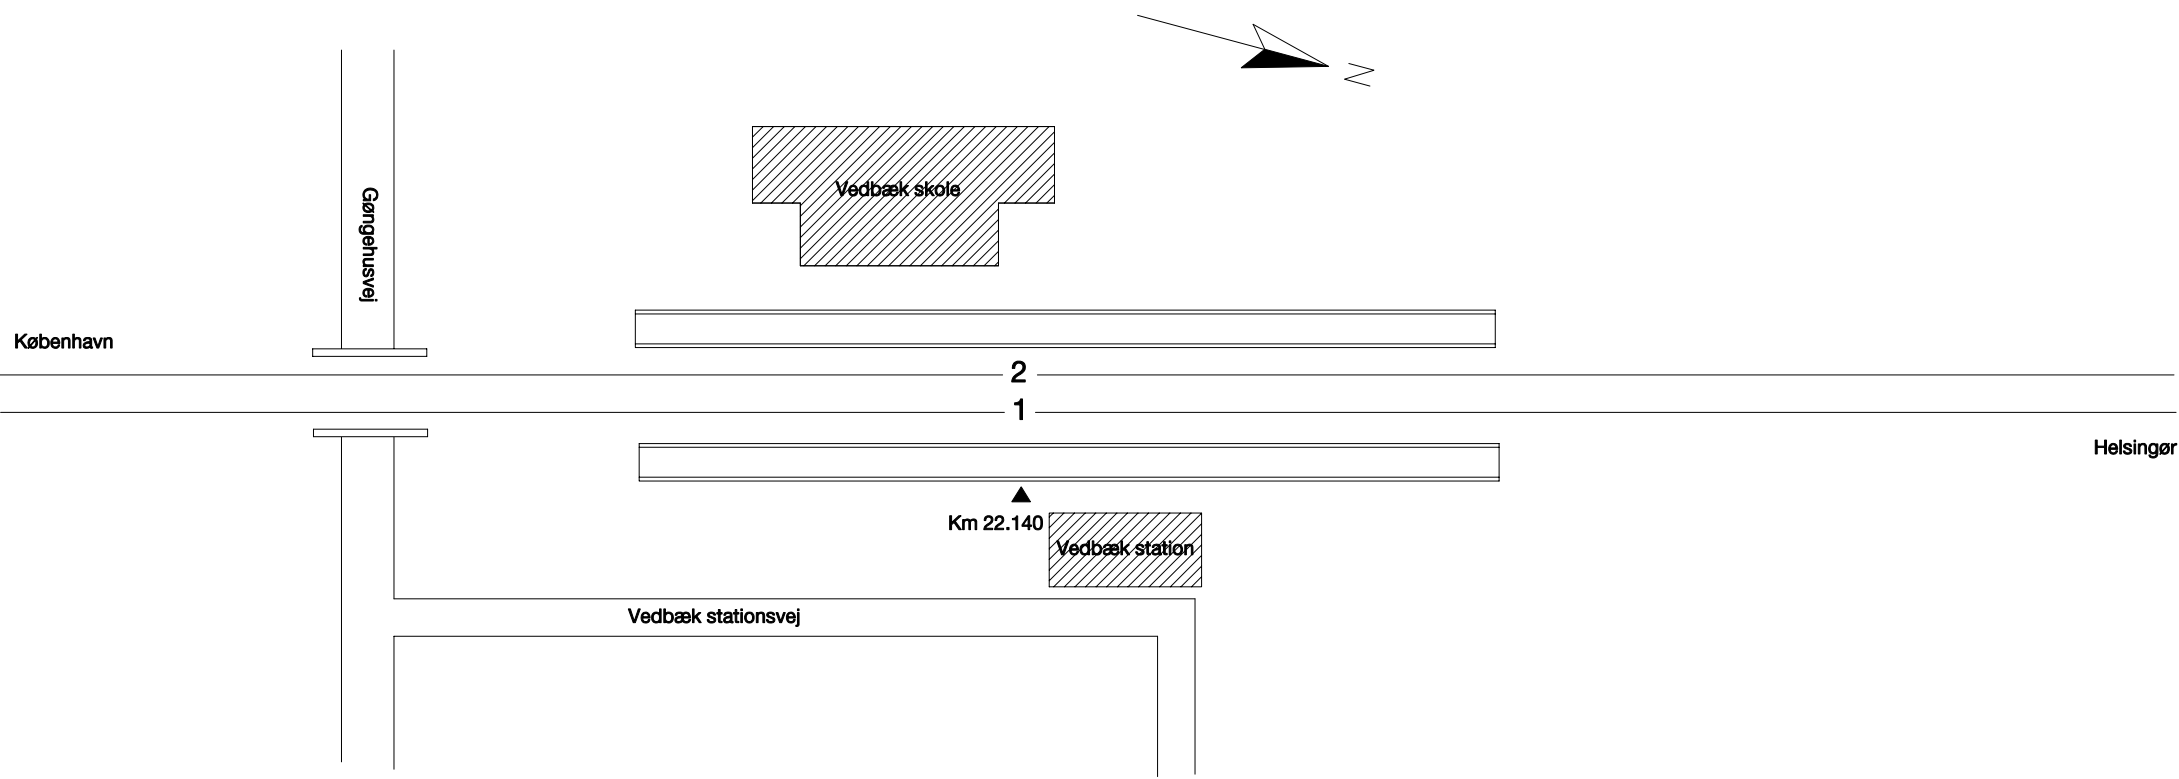 N
Vedbæk skole
Gøngehusvej
København
2
1
Helsingør
Km 22.140
Vedbæk station
Vedbæk stationsvej